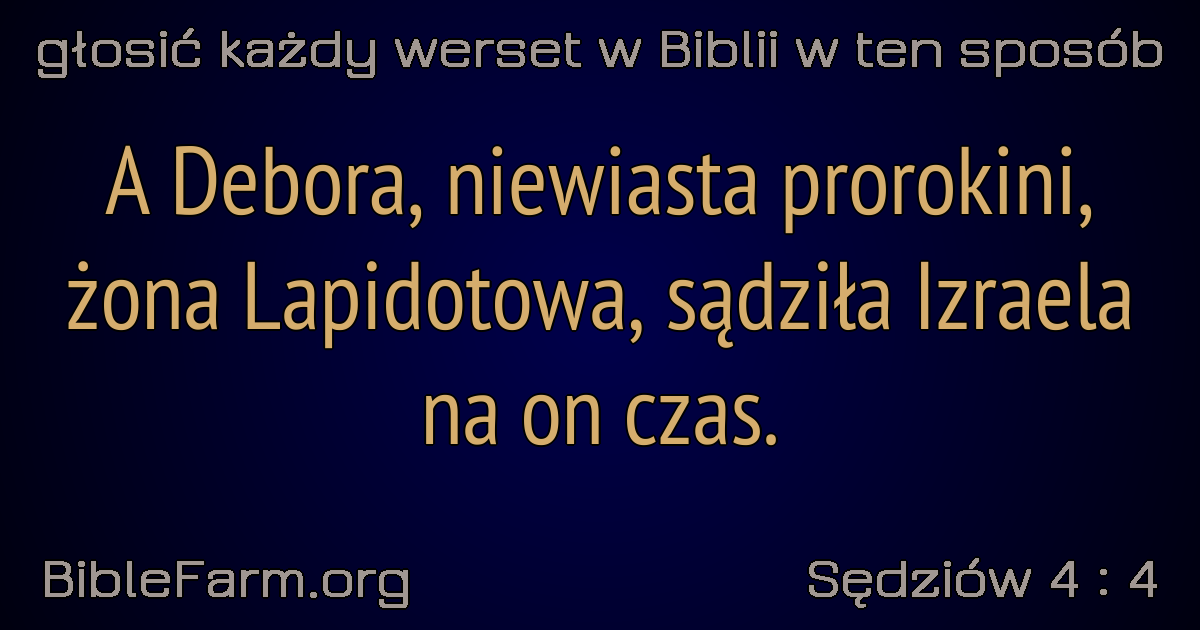 głosić każdy werset w Biblii w ten sposób
A Debora, niewiasta prorokini,
żona Lapidotowa, sądziła Izraela
na on czas.
BibleFarm.org
Sędziów 4 : 4